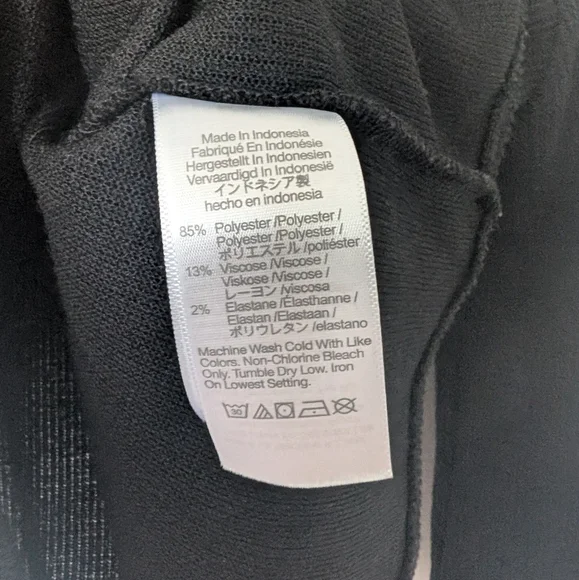 Made In Indonesia
Fabriqué En Indonésie
Hergestellt In Indonesien
Vervaardigd In Indonesië
インドネシア製
hecho en indonesia
85% Polyester /Polyester /
Polyester /Polyester /
ポリエステル /poliéster
13% Viscose /Viscose /
Viskose /Viscose /
レーヨン /viscosa
2% Elastane /Élasthanne /
Elastan /Elastaan /
ポリウレタン /elastano
Machine Wash Cold With Like
Colors. Non-Chlorine Bleach
Only. Tumble Dry Low. Iron
On Lowest Setting.
30